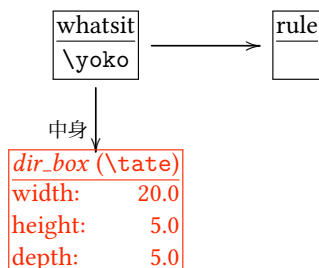 whatsit
\yoko
rule
中身
dir_box (\tate)
width: 20.0
height: 5.0
depth: 5.0